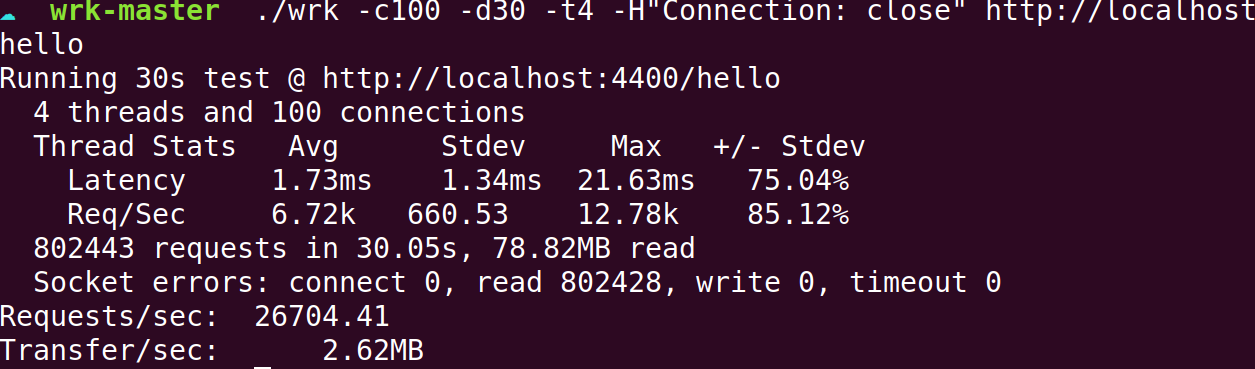 wrk-master ./wrk -c100 -d30 -t4 -H"Connection: close" http://localhost
hello
Running 30s test @ http://localhost:4400/hello
  4 threads and 100 connections
  Thread Stats   Avg      Stdev     Max   +/- Stdev
    Latency     1.73ms    1.34ms  21.63ms   75.04%
    Req/Sec     6.72k   660.53    12.78k    85.12%
  802443 requests in 30.05s, 78.82MB read
  Socket errors: connect 0, read 802428, write 0, timeout 0
Requests/sec:  26704.41
Transfer/sec:      2.62MB